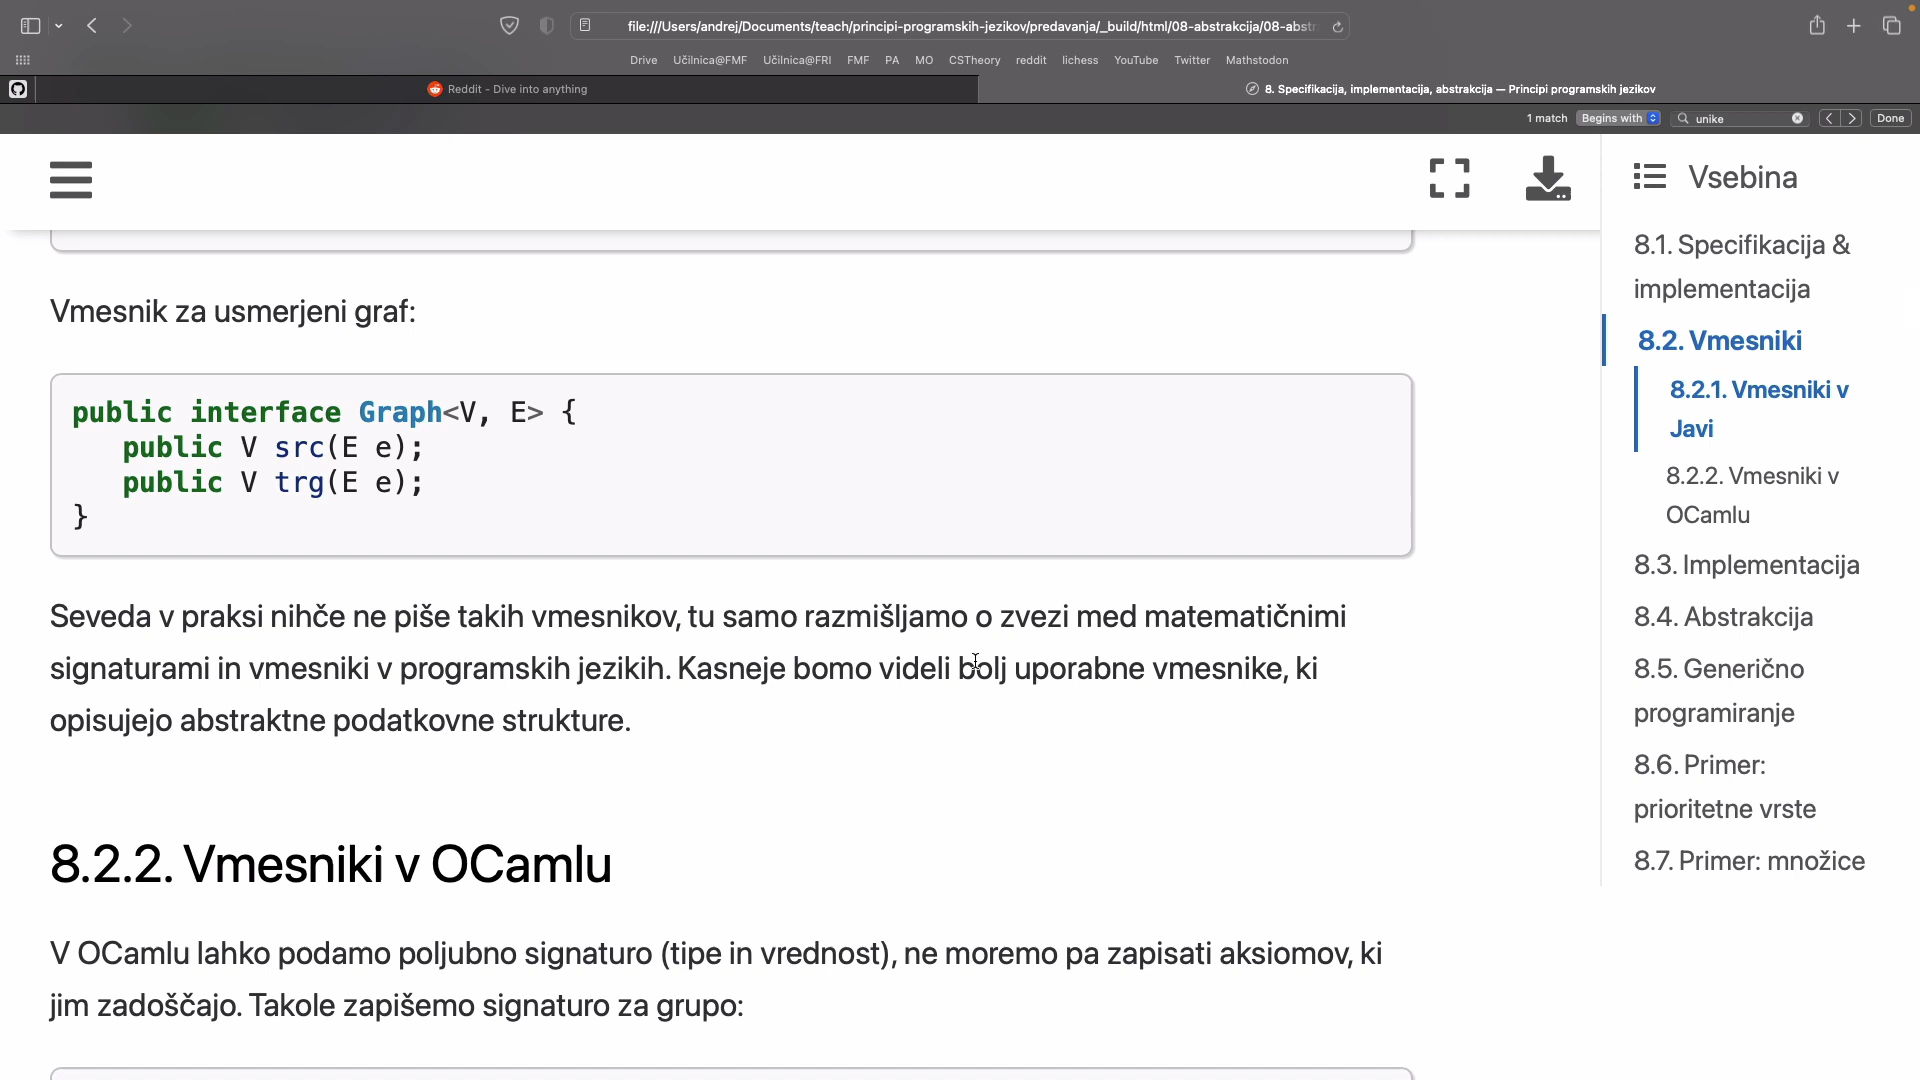 file:///Users/andrej/Documents/teach/principi-programskih-jezikov/predavanja/_build/html/08-abstrakcija/08-abstr
Drive Učilnica@FMF Učilnica@FRI FMF PA MO CSTheory reddit lichess YouTube Twitter Mathstodon
Reddit - Dive into anything
8. Specifikacija, implementacija, abstrakcija — Principi programskih jezikov
1 match Begins with unike Done
Vmesnik za usmerjeni graf:
public interface Graph<V, E> {
public V src(E e);
public V trg(E e);
}
Seveda v praksi nihče ne piše takih vmesnikov, tu samo razmišljamo o zvezi med matematičnimi
signaturami in vmesniki v programskih jezikih. Kasneje bomo videli bolj uporabne vmesnike, ki
opisujejo abstraktne podatkovne strukture.
8.2.2. Vmesniki v OCamlu
V OCamlu lahko podamo poljubno signaturo (tipe in vrednost), ne moremo pa zapisati aksiomov, ki
jim zadoščajo. Takole zapišemo signaturo za grupo:
Vsebina
8.1. Specifikacija &
implementacija
8.2. Vmesniki
8.2.1. Vmesniki v
Javi
8.2.2. Vmesniki v
OCamlu
8.3. Implementacija
8.4. Abstrakcija
8.5. Generično
programiranje
8.6. Primer:
prioritetne vrste
8.7. Primer: množice